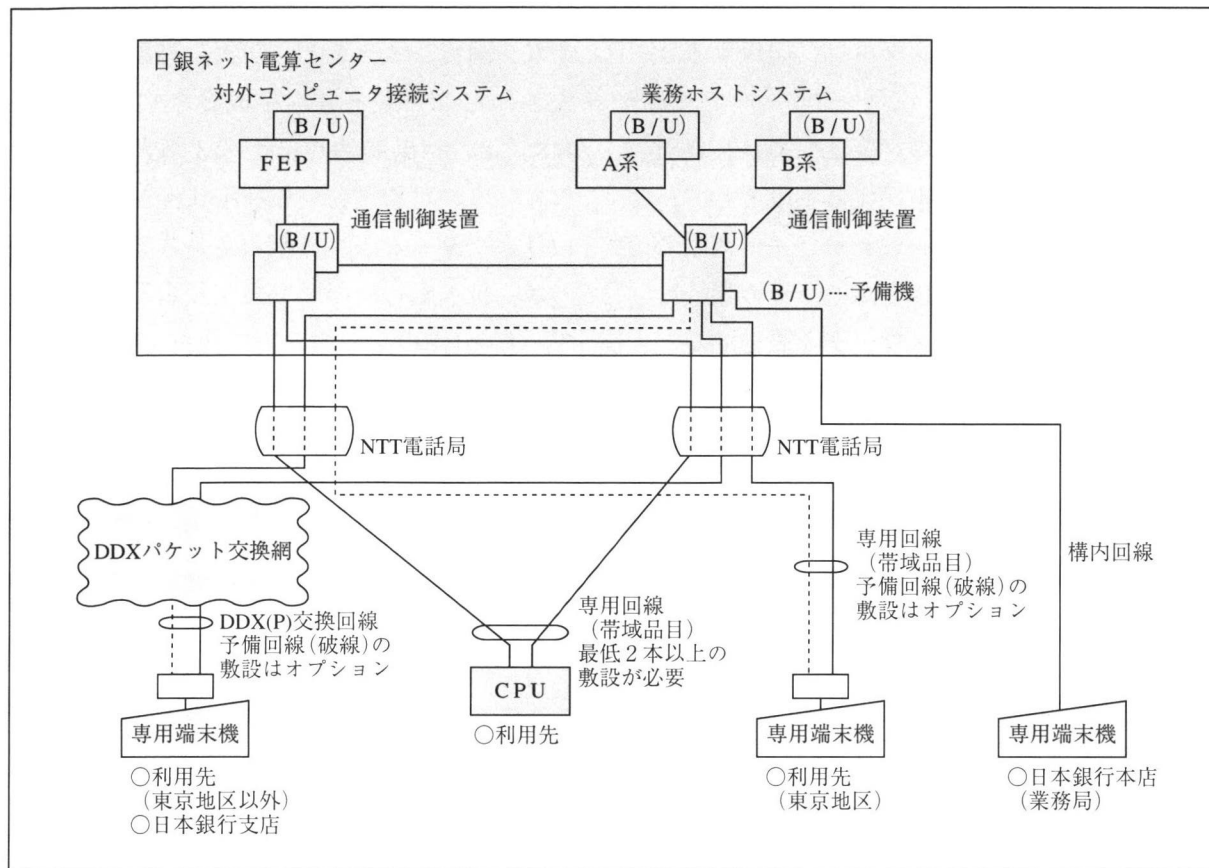 日銀ネット電算センター
対外コンピュータ接続システム
業務ホストシステム
(B/U)
(B/U)
(B/U)
FEP
A系
B系
通信制御装置
通信制御装置
(B/U)
(B/U)
(B/U)‥‥予備機
NTT電話局
NTT電話局
DDXパケット交換網
専用回線
(帯域品目)
予備回線(破線)の
敷設はオプション
構内回線
DDX(P)交換回線
予備回線(破線)の
敷設はオプション
専用回線
(帯域品目)
最低2本以上の
敷設が必要
CPU
専用端末機
○利用先
専用端末機
専用端末機
○利用先
(東京地区以外)
○日本銀行支店
○利用先
(東京地区)
○日本銀行本店
(業務局)